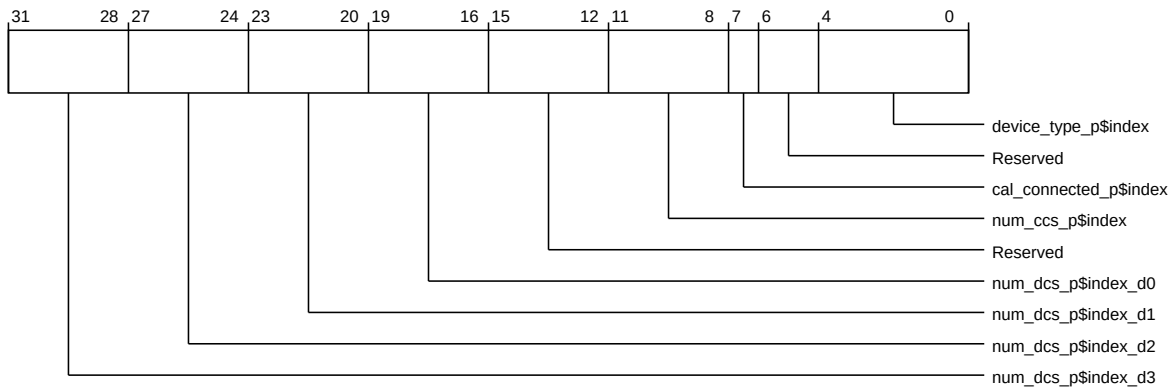 31 28 27 24 23 20 19 16 15 12 11 8 7 6 4 0
device_type_p$index
Reserved
cal_connected_p$index
num_ccs_p$index
Reserved
num_dcs_p$index_d0
num_dcs_p$index_d1
num_dcs_p$index_d2
num_dcs_p$index_d3